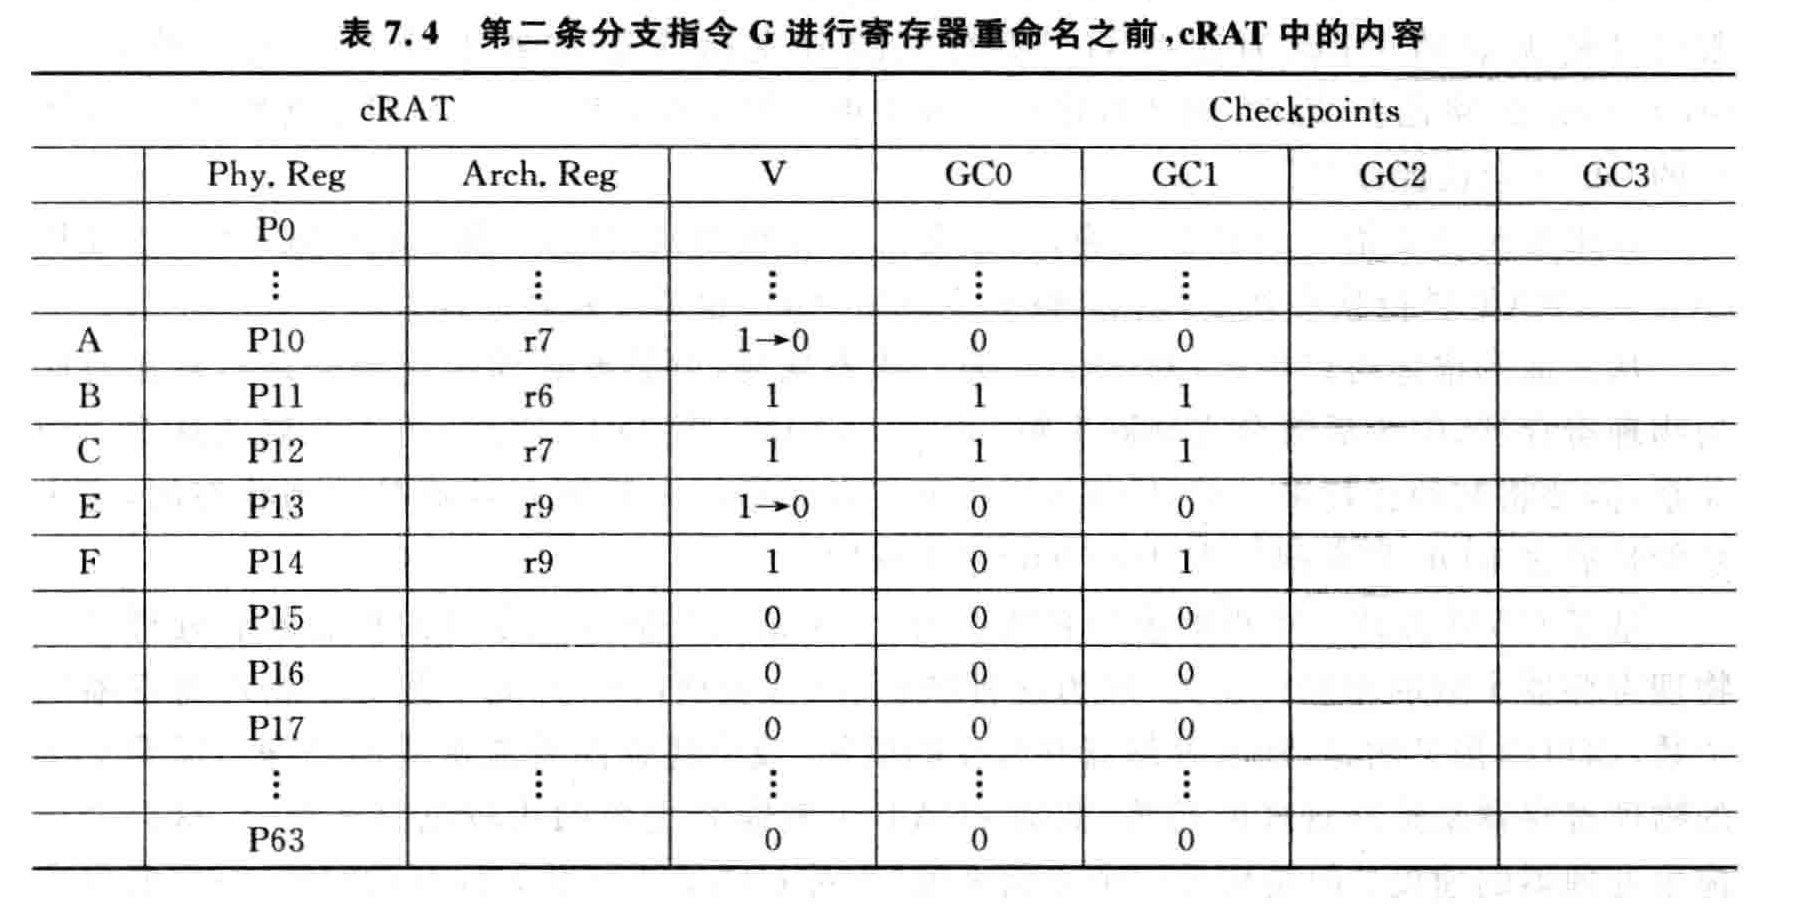 表 7.4 第二条分支指令 G 进行寄存器重命名之前,cRAT 中的内容
cRAT Checkpoints
Phy. Reg Arch. Reg V GC0 GC1 GC2 GC3
P0
⋮ ⋮ ⋮ ⋮ ⋮
A P10 r7 1→0 0 0
B P11 r6 1 1 1
C P12 r7 1 1 1
E P13 r9 1→0 0 0
F P14 r9 1 0 1
P15 0 0 0
P16 0 0 0
P17 0 0 0
⋮ ⋮ ⋮ ⋮ ⋮
P63 0 0 0